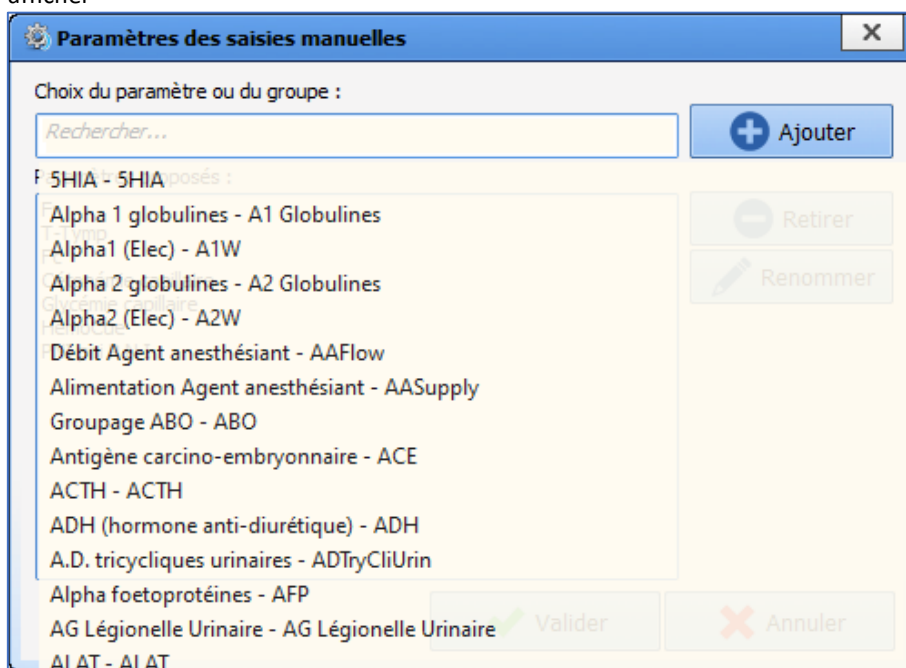 afficher
Paramètres des saisies manuelles
Choix du paramètre ou du groupe :
Rechercher...
Ajouter
5HIA - 5HIA
Alpha 1 globulines - A1 Globulines
Retirer
Alpha1 (Elec) - A1W
Renommer
Alpha 2 globulines - A2 Globulines
Glycémie capillaire
Alpha2 (Elec) - A2W
Débit Agent anesthésiant - AAFlow
Alimentation Agent anesthésiant - AASupply
Groupage ABO - ABO
Antigène carcino-embryonnaire - ACE
ACTH - ACTH
ADH (hormone anti-diurétique) - ADH
A.D. tricycliques urinaires - ADTryCliUrin
Alpha foetoprotéines - AFP
AG Légionelle Urinaire - AG Légionelle Urinaire
Valider
Annuler
ALAT - ALAT